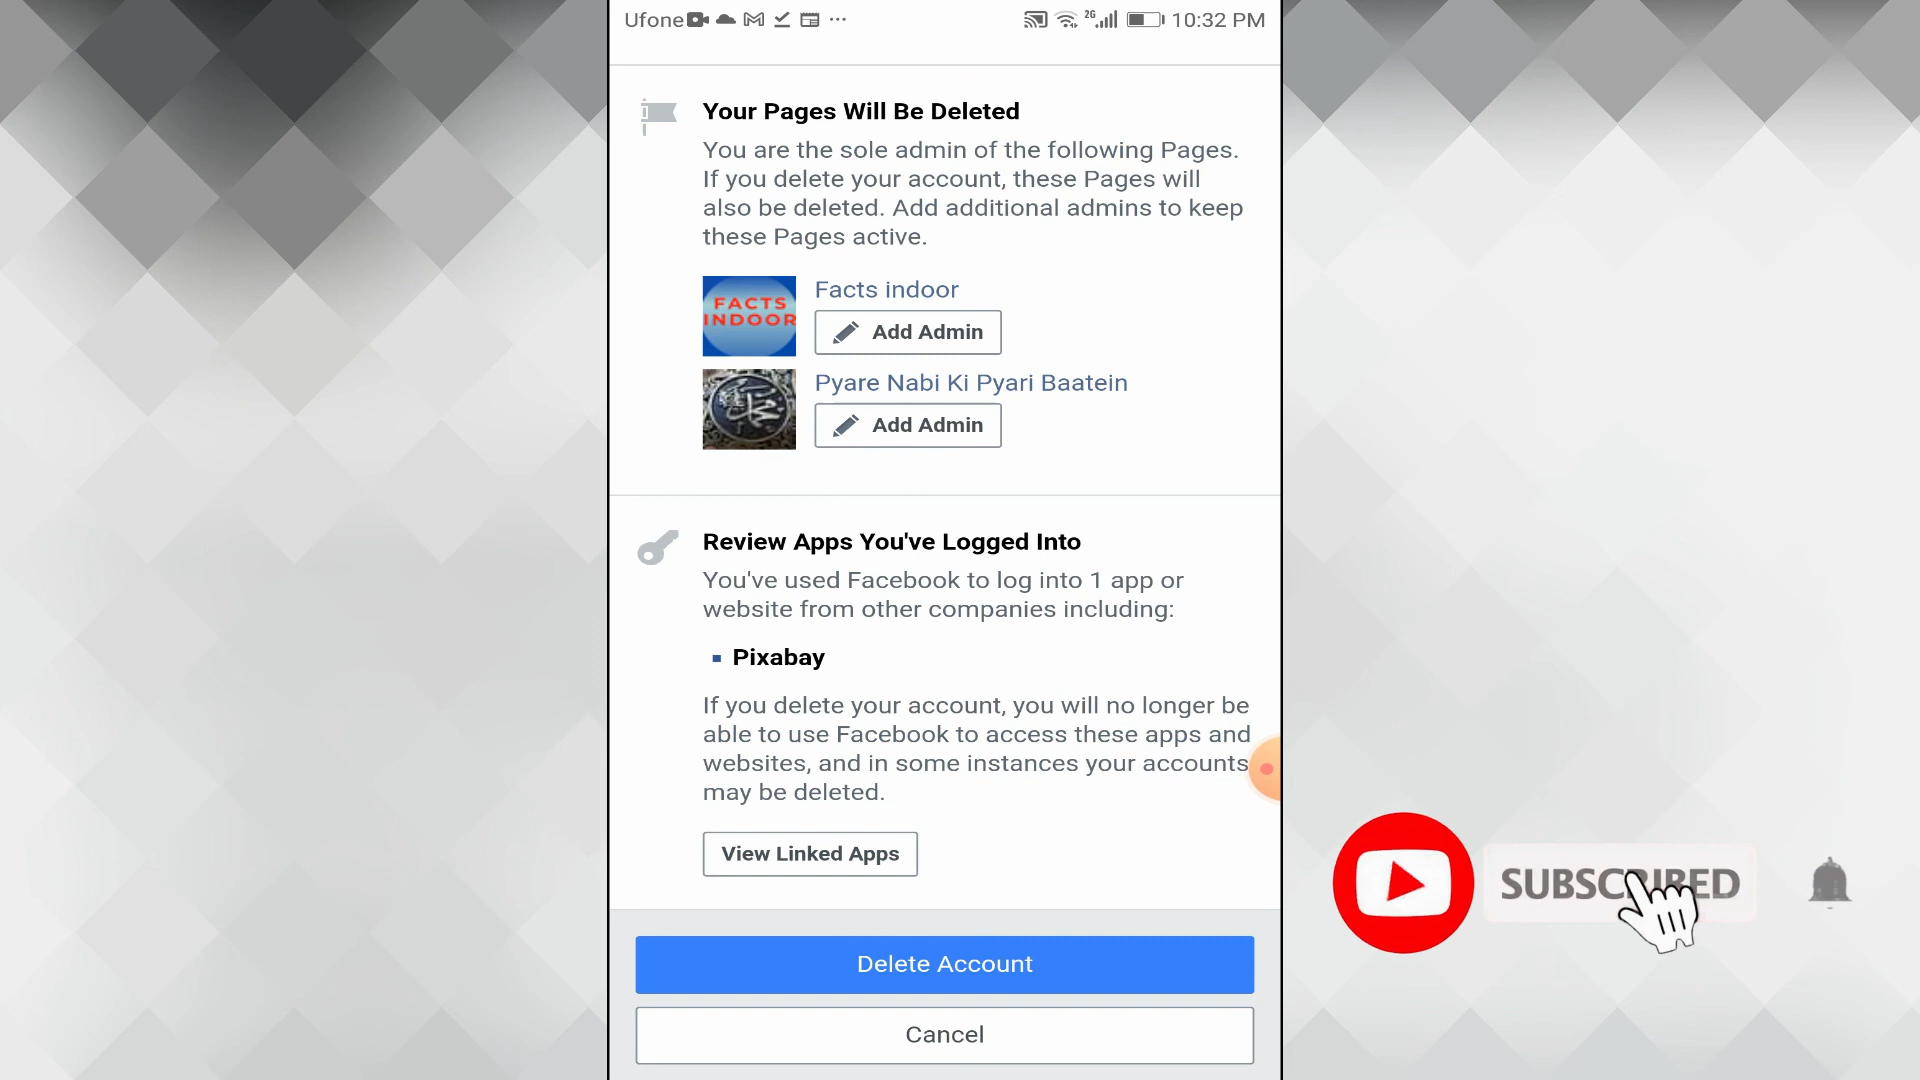 Ufone 2G 10:32 PM
Your Pages Will Be Deleted
You are the sole admin of the following Pages.
If you delete your account, these Pages will
also be deleted. Add additional admins to keep
these Pages active.
FACTS
INDOOR
Facts indoor
Add Admin
Pyare Nabi Ki Pyari Baatein
Add Admin
Review Apps You've Logged Into
You've used Facebook to log into 1 app or
website from other companies including:
Pixabay
If you delete your account, you will no longer be
able to use Facebook to access these apps and
websites, and in some instances your accounts
may be deleted.
View Linked Apps
Delete Account
Cancel
SUBSCRIBED